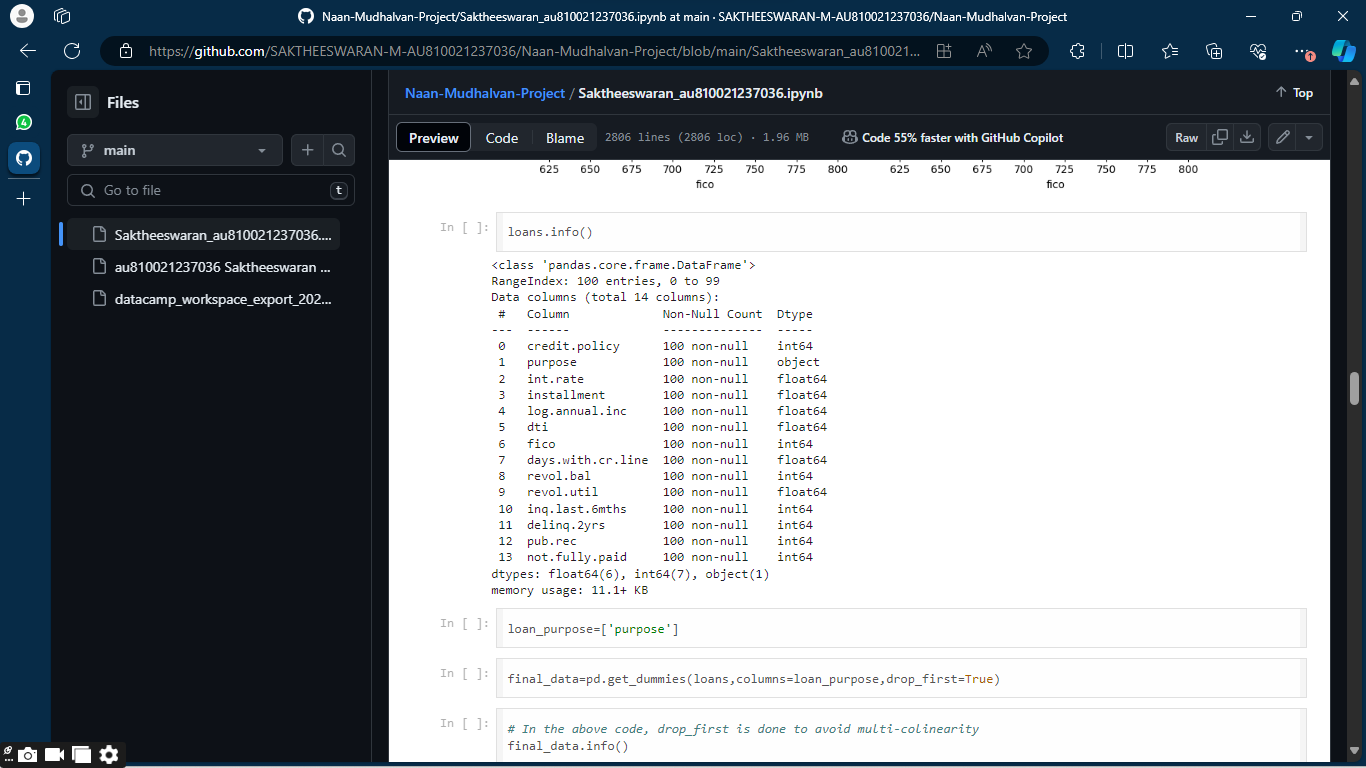 Naan-Mudhalvan-Project/Saktheeswaran_au810021237036.ipynb at main · SAKTHEESWARAN-M-AU810021237036/Naan-Mudhalvan-Project
https://github.com/SAKTHEESWARAN-M-AU810021237036/Naan-Mudhalvan-Project/blob/main/Saktheeswaran_au810021...
Files
Naan-Mudhalvan-Project / Saktheeswaran_au810021237036.ipynb
Top
main
Preview Code Blame 2806 lines (2806 loc) · 1.96 MB Code 55% faster with GitHub Copilot Raw
Go to file t
Saktheeswaran_au810021237036....
au810021237036 Saktheeswaran ...
datacamp_workspace_export_202...
4
625 650 675 700 725 750 775 800 625 650 675 700 725 750 775 800
fico fico
In [ ]: loans.info()
<class 'pandas.core.frame.DataFrame'>
RangeIndex: 100 entries, 0 to 99
Data columns (total 14 columns):
# Column Non-Null Count Dtype
--- ------ -------------- -----
0 credit.policy 100 non-null int64
1 purpose 100 non-null object
2 int.rate 100 non-null float64
3 installment 100 non-null float64
4 log.annual.inc 100 non-null float64
5 dti 100 non-null float64
6 fico 100 non-null int64
7 days.with.cr.line 100 non-null float64
8 revol.bal 100 non-null int64
9 revol.util 100 non-null float64
10 inq.last.6mths 100 non-null int64
11 delinq.2yrs 100 non-null int64
12 pub.rec 100 non-null int64
13 not.fully.paid 100 non-null int64
dtypes: float64(6), int64(7), object(1)
memory usage: 11.1+ KB
In [ ]: loan_purpose=['purpose']
In [ ]: final_data=pd.get_dummies(loans,columns=loan_purpose,drop_first=True)
In [ ]: # In the above code, drop_first is done to avoid multi-colinearity
final_data.info()